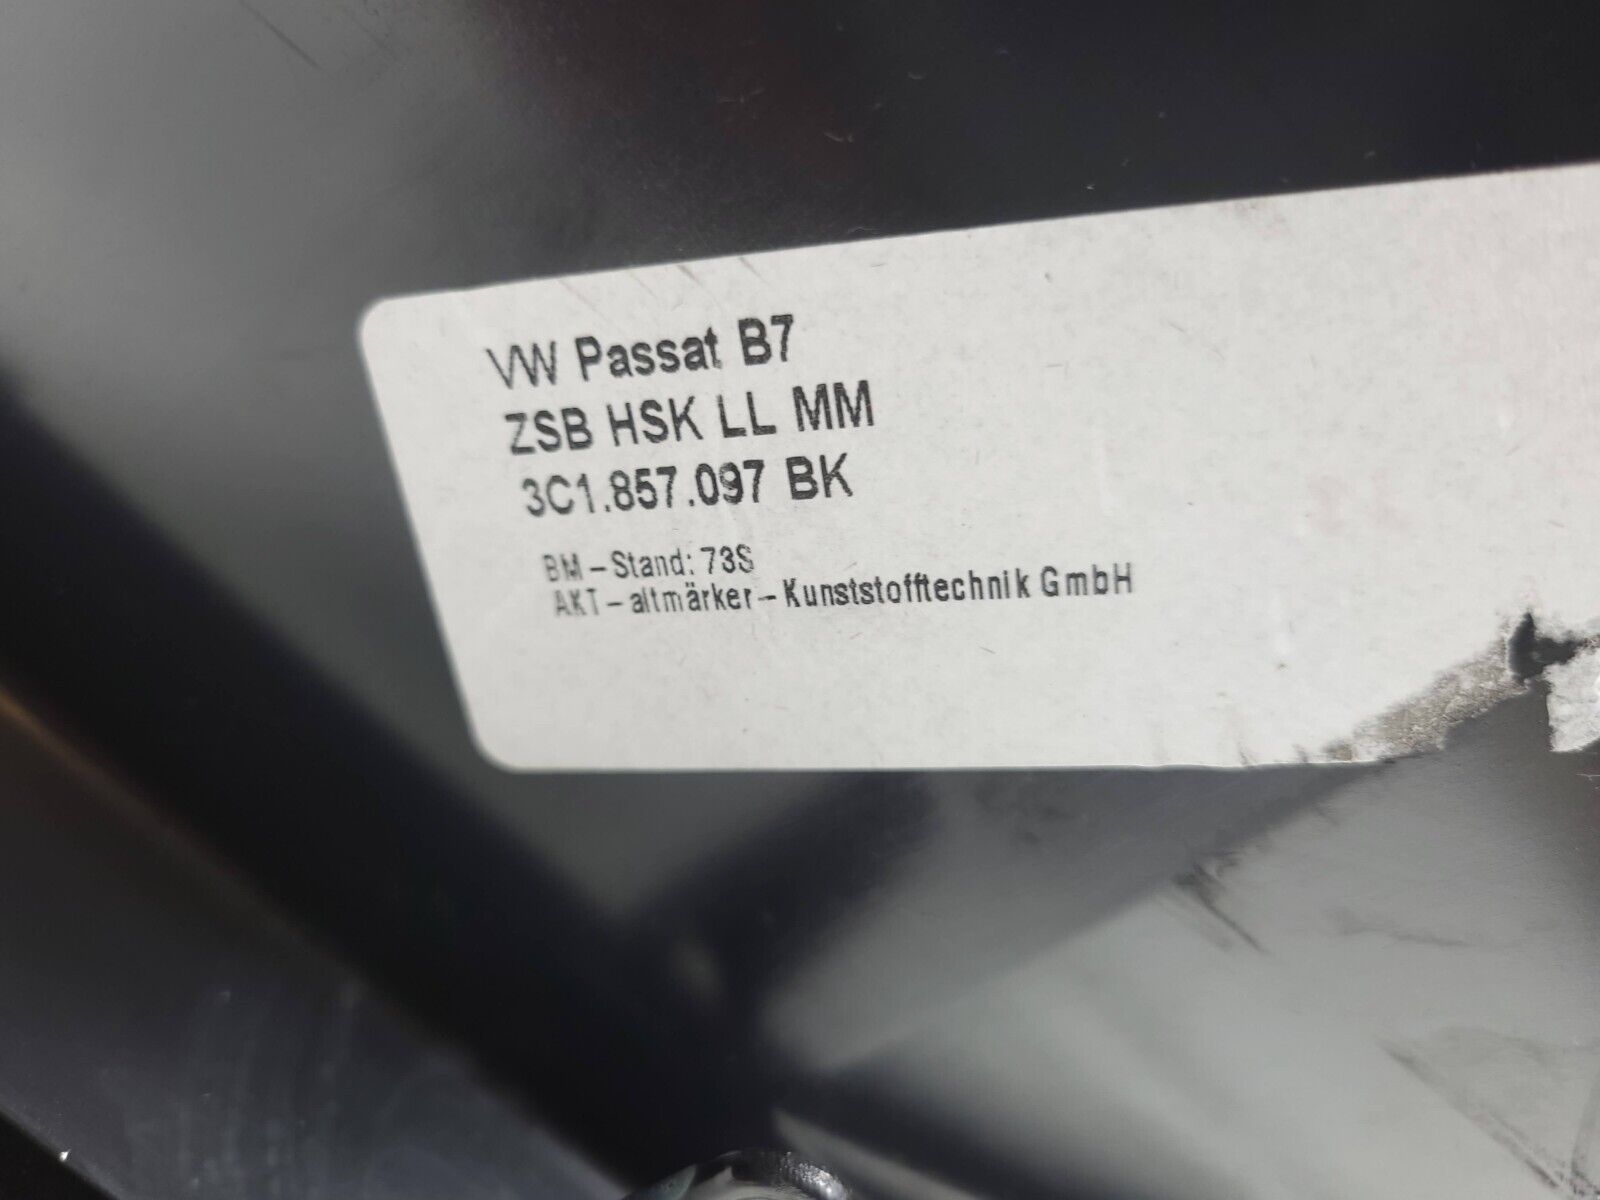 VW Passat B7
ZSB HSK LL MM
3C1.857.097 BK
BM – Stand: 73S
AKT – altmärker – Kunststofftechnik GmbH